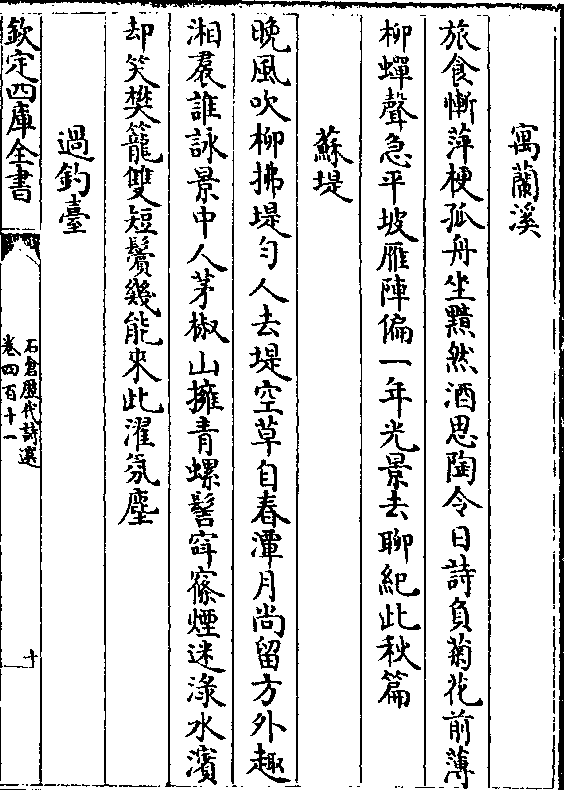 寓蘭溪
旅食慚萍梗孤舟坐黯然酒思陶令日詩負菊花前薄
柳蟬聲急平坡雁陣偏一年光景去聊紀此秋篇
蘇堤
晚風吹柳拂堤勻人去堤空草自春潭月尚留方外趣
湘裠誰詠景中人茅椒山擁青螺髻窣窱煙迷淥水濱
却笑樊籠雙短鬢幾能來此濯氛塵
過釣臺
欽定四庫全書
石倉歷代詩選
卷四百十一
十